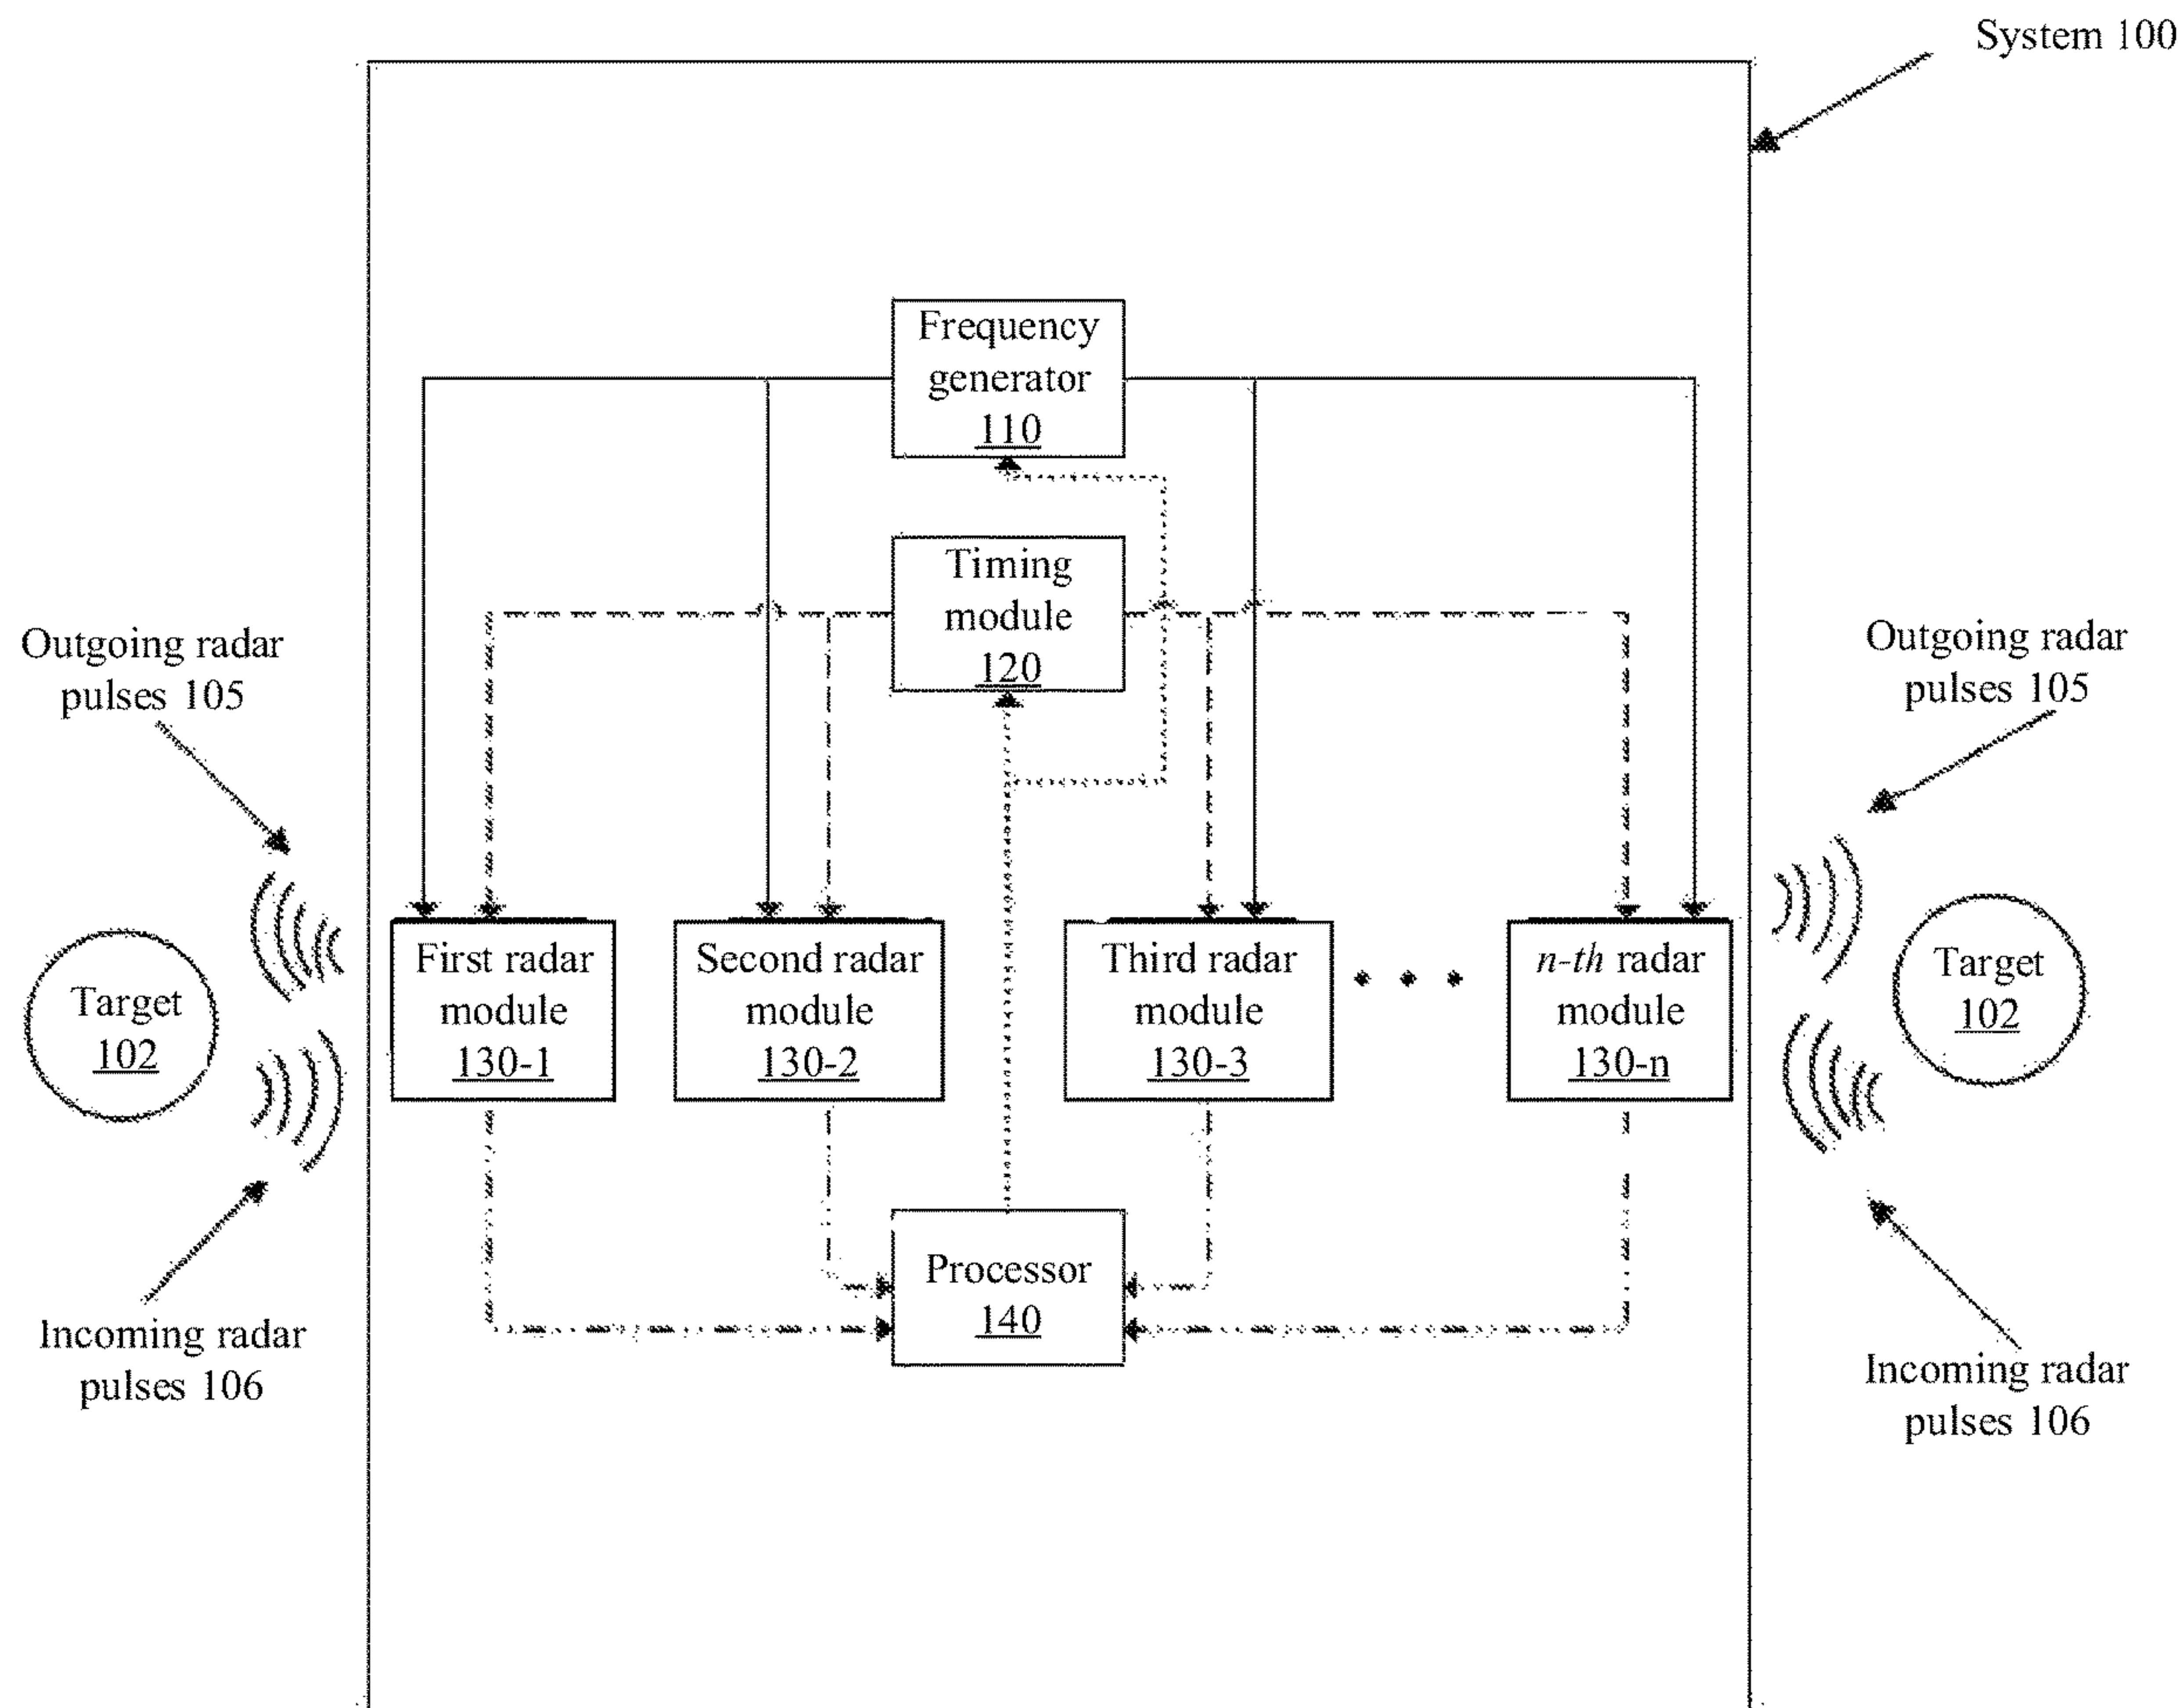 System 100
Frequency
generator
110
Timing
module
120
Outgoing radar
pulses 105
Outgoing radar
pulses 105
Target
102
First radar
module
130-1
Second radar
module
130-2
Third radar
module
130-3
• • •
n-th radar
module
130-n
Target
102
Processor
140
Incoming radar
pulses 106
Incoming radar
pulses 106